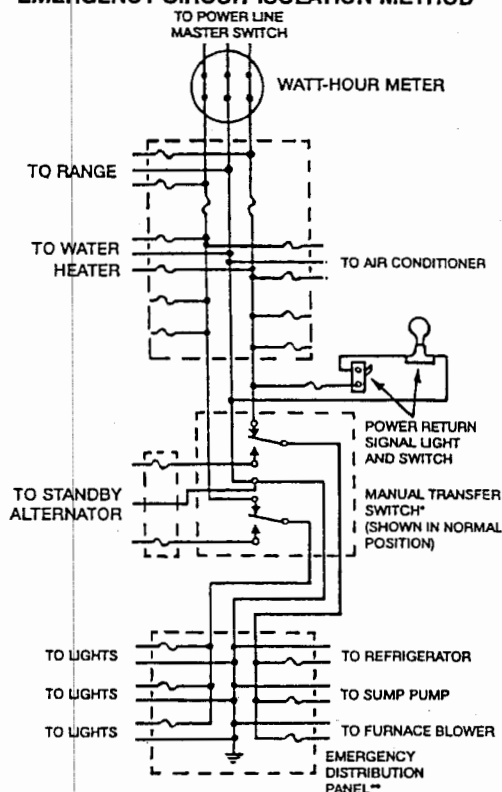 EMERGENCY CIRCUIT ISOLATION METHOD
TO POWER LINE
MASTER SWITCH
WATT-HOUR METER
TO RANGE
TO WATER
HEATER
TO AIR CONDITIONER
POWER RETURN
SIGNAL LIGHT
AND SWITCH
TO STANDBY
ALTERNATOR
MANUAL TRANSFER
SWITCH*
(SHOWN IN NORMAL
POSITION)
TO LIGHTS
TO REFRIGERATOR
TO LIGHTS
TO SUMP PUMP
TO LIGHTS
TO FURNACE BLOWER
EMERGENCY
DISTRIBUTION
PANEL**